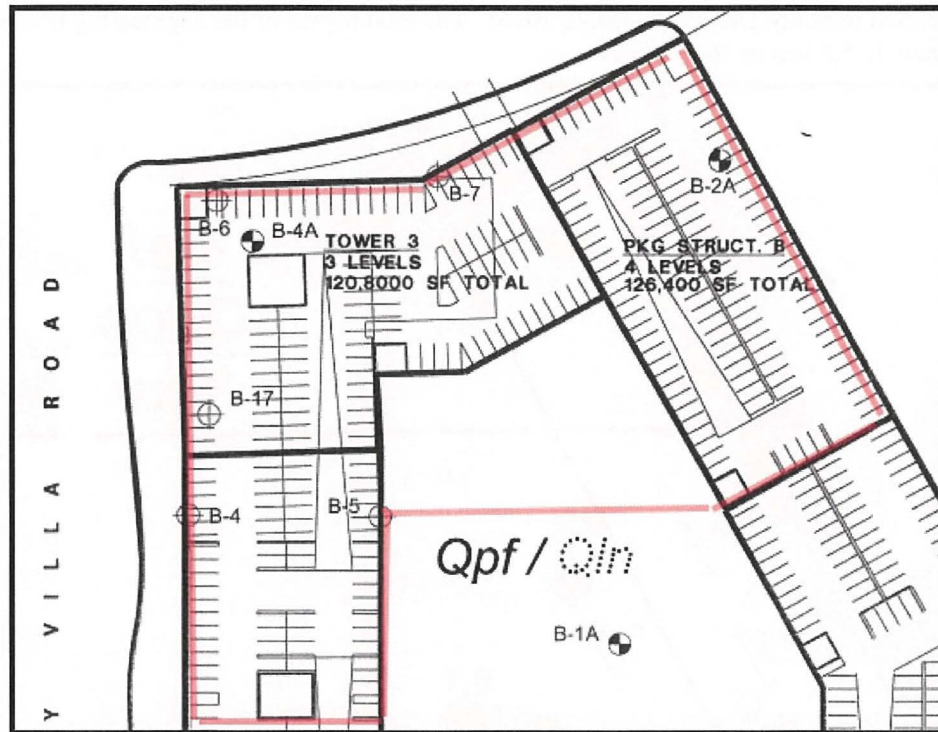 B-7
B-2A
B-6
B-4A
TOWER 3
3 LEVELS
120,8000 SF TOTAL
PKG STRUCT. B
4 LEVELS
126,400 SF TOTAL
B-17
B-4
B-5
Qpf / Qln
B-1A
Y VILLA ROAD